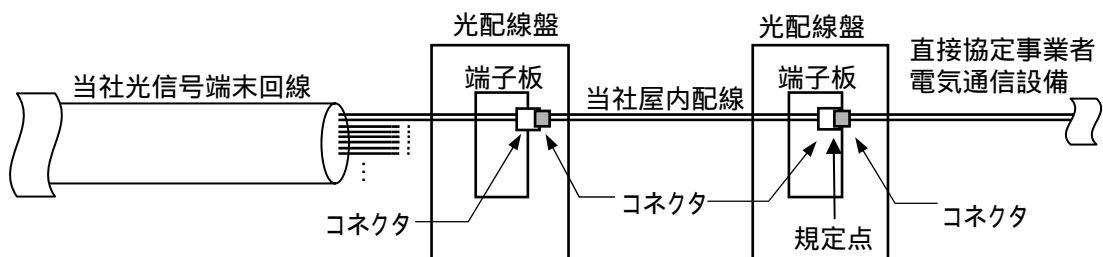 光配線盤
光配線盤
直接協定事業者
電気通信設備
端子板
端子板
当社光信号端末回線
当社屋内配線
コネクタ
コネクタ
コネクタ
規定点